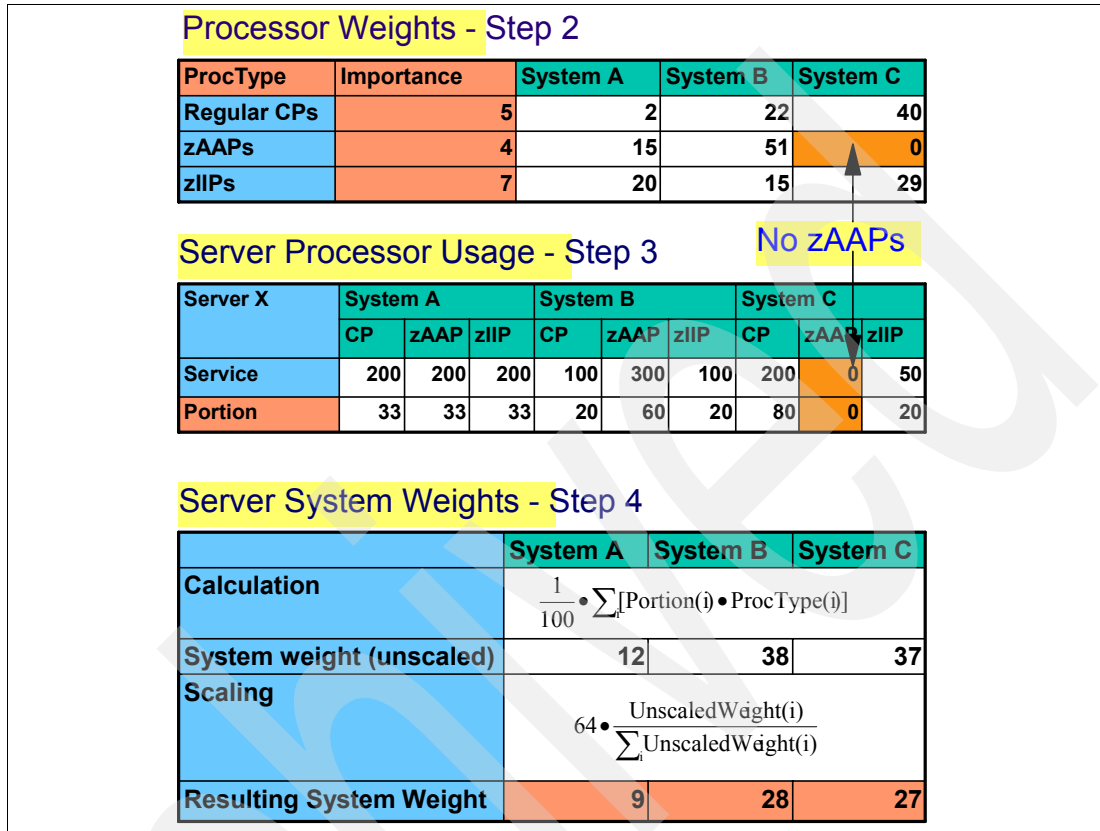 Processor Weights - Step 2
ProcType Importance System A System B System C
Regular CPs 5 2 22 40
zAAPs 4 15 51 0
zIIPs 7 20 15 29
No zAAPs
Server Processor Usage - Step 3
Server X System A System B System C
CP zAAP zIIP CP zAAP zIIP CP zAAP zIIP
Service 200 200 200 100 300 100 200 0 50
Portion 33 33 33 20 60 20 80 0 20
Server System Weights - Step 4
System A System B System C
Calculation 1/100 • ∑i[Portion(i) • ProcType(i)]
System weight (unscaled) 12 38 37
Scaling 64 • UnscaledWeight(i) / ∑i UnscaledWeight(i)
Resulting System Weight 9 28 27